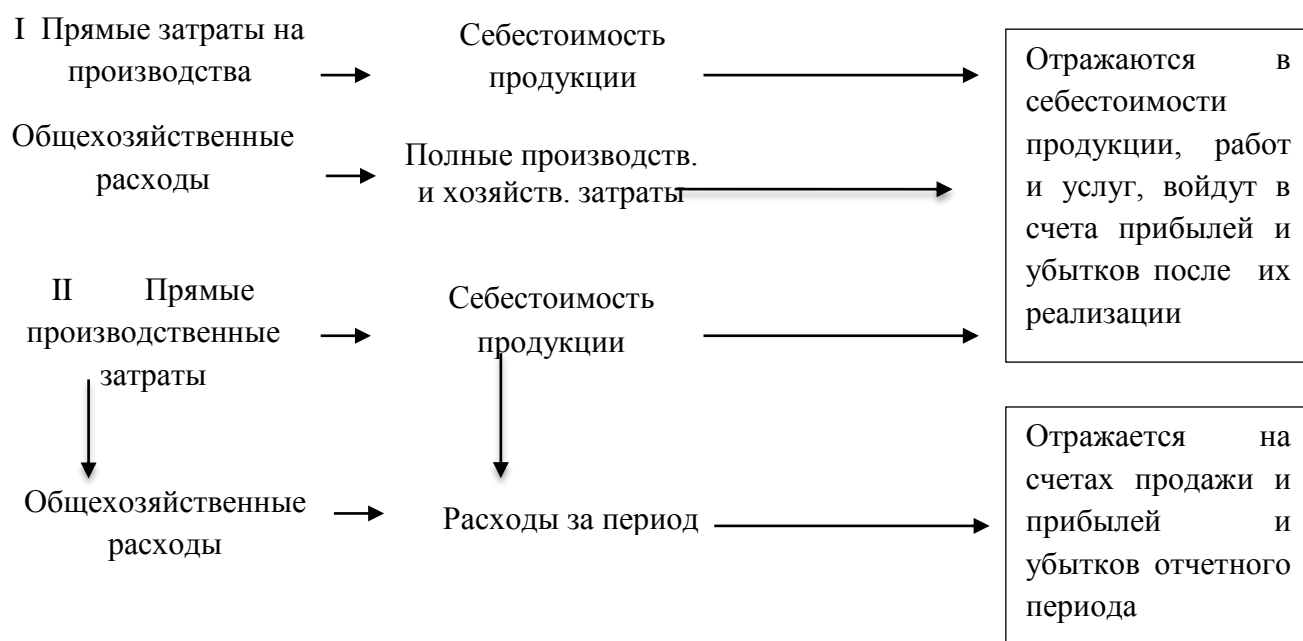 I Прямые затраты на
производства
Себестоимость
продукции
Общехозяйственные
расходы
Полные производств.
и хозяйств. затраты
Отражаются в
себестоимости
продукции, работ
и услуг, войдут в
счета прибылей и
убытков после их
реализации
II Прямые
производственные
затраты
Себестоимость
продукции
Общехозяйственные
расходы
Расходы за период
Отражается на
счетах продажи и
прибылей и
убытков отчетного
периода